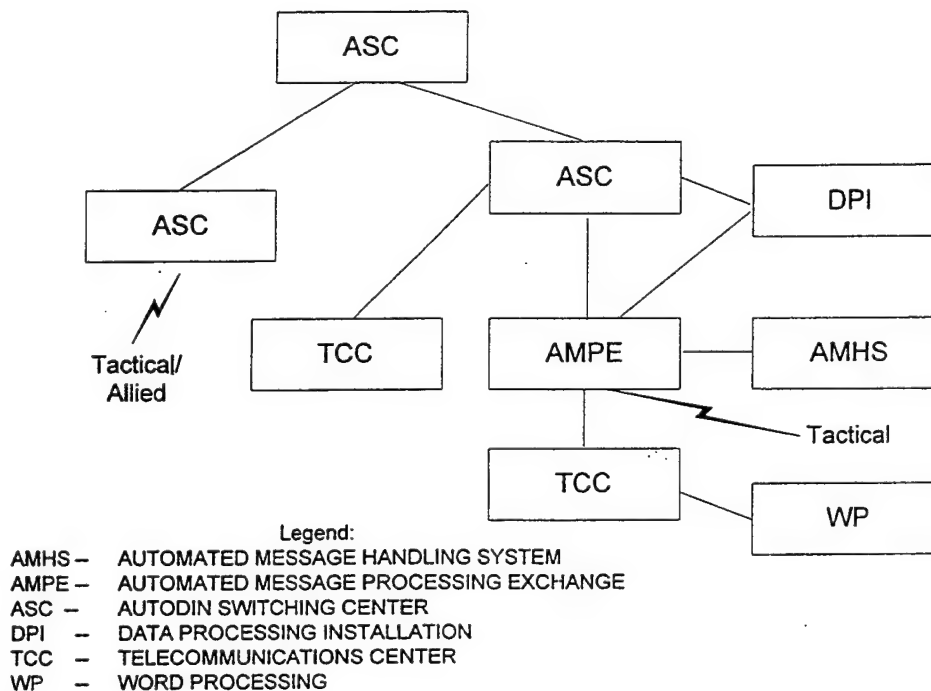 ASC
ASC
DPI
ASC
TCC
AMPE
AMHS
Tactical/
Allied
Tactical
TCC
WP
Legend:
AMHS – AUTOMATED MESSAGE HANDLING SYSTEM
AMPE – AUTOMATED MESSAGE PROCESSING EXCHANGE
ASC – AUTODIN SWITCHING CENTER
DPI – DATA PROCESSING INSTALLATION
TCC – TELECOMMUNICATIONS CENTER
WP – WORD PROCESSING